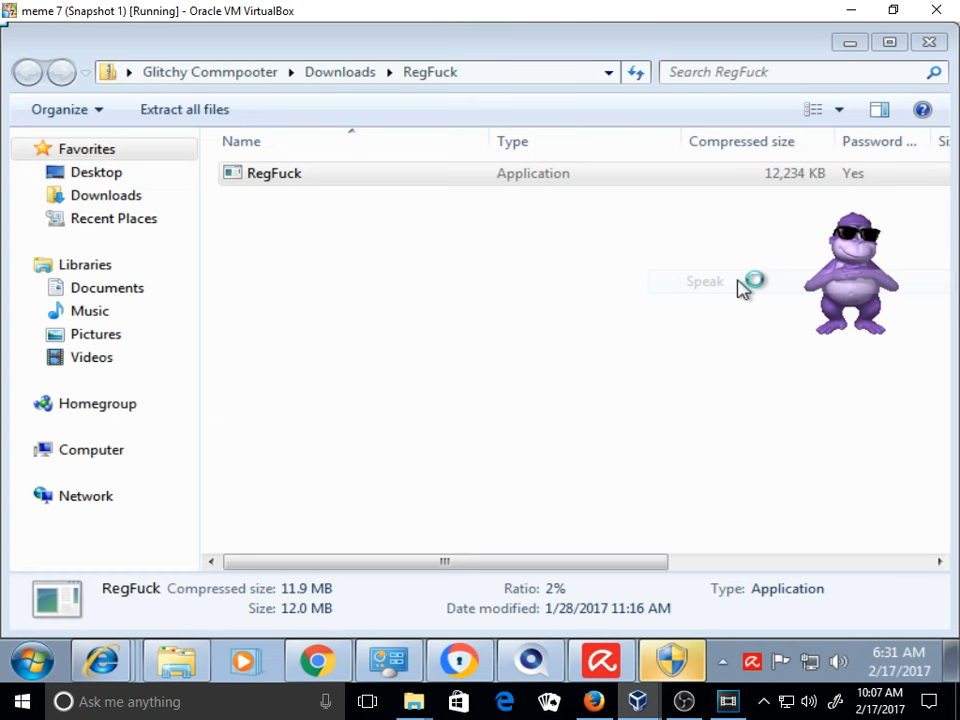 meme 7 (Snapshot 1) [Running] - Oracle VM VirtualBox
Glitchy Commpooter Downloads RegFuck Search RegFuck
Organize Extract all files
Name Type Compressed size Password ... Si
Favorites
RegFuck Application 12,234 KB Yes
Desktop
Downloads
Recent Places
Libraries
Speak
Documents
Music
Pictures
Videos
Homegroup
Computer
Network
RegFuck Compressed size: 11.9 MB Ratio: 2% Type: Application
Size: 12.0 MB Date modified: 1/28/2017 11:16 AM
6:31 AM
2/17/2017
Ask me anything
10:07 AM
2/17/2017